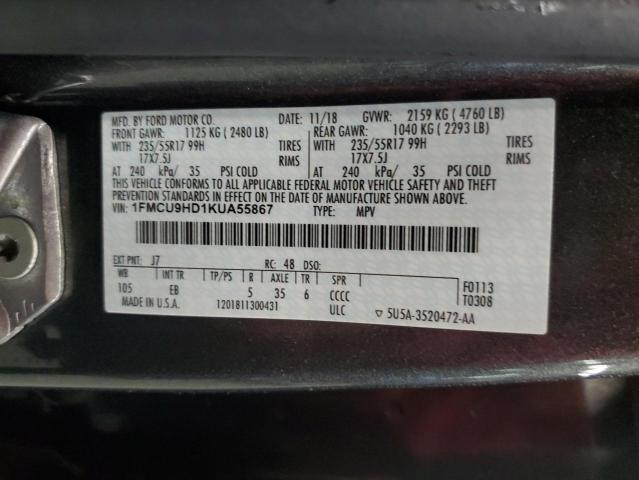 MFD. BY FORD MOTOR CO. DATE: 11/18 GVWR: 2159 KG ( 4760 LB)
FRONT GAWR: 1125 KG ( 2480 LB) REAR GAWR: 1040 KG ( 2293 LB)
WITH 235/55R17 99H TIRES WITH 235/55R17 99H TIRES
17X7.5J RIMS 17X7.5J RIMS
AT 240 kPa/ 35 PSI COLD AT 240 kPa/ 35 PSI COLD
THIS VEHICLE CONFORMS TO ALL APPLICABLE FEDERAL MOTOR VEHICLE SAFETY AND THEFT
PREVENTION STANDARDS IN EFFECT ON THE DATE OF MANUFACTURE SHOWN ABOVE.
VIN: 1FMCU9HD1KUA55867 TYPE: MPV
EXT PNT: J7 RC: 48 DSO:
WB INT TR TP/PS R AXLE TR SPR F0113
105 EB 5 35 6 CCCC T0308
MADE IN U.S.A. 1201811300431 ULC ▽ 5U5A-3520472-AA